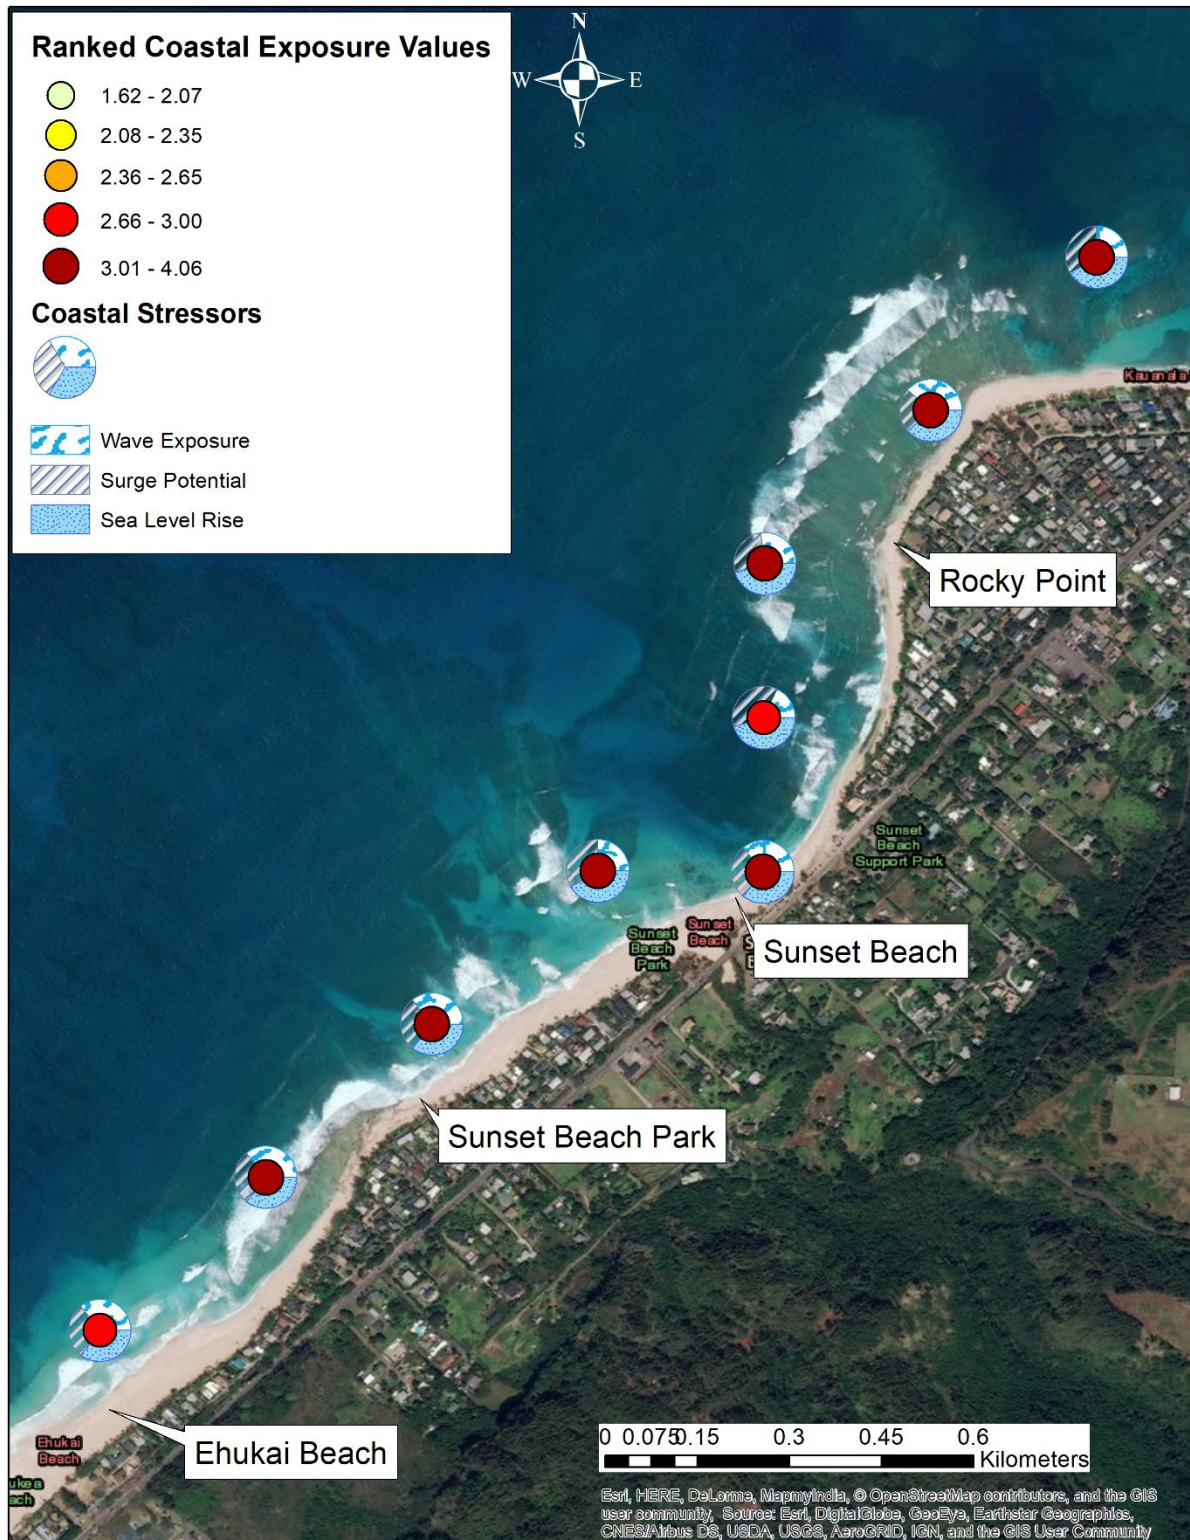 Ranked Coastal Exposure Values
1.62 - 2.07
2.08 - 2.35
2.36 - 2.65
2.66 - 3.00
3.01 - 4.06
Coastal Stressors
Wave Exposure
Surge Potential
Sea Level Rise
N
W E
S
Kauanala
Rocky Point
Sunset
Beach
Support Park
Sunset
Beach
Park
Sunset
Beach
Sunset Beach
Sunset Beach Park
Ehukai Beach
Ehukai
Beach
ukea
ach
0 0.075 0.15 0.3 0.45 0.6
Kilometers
Esri, HERE, DeLorme, MapmyIndia, © OpenStreetMap contributors, and the GIS
user community, Source: Esri, DigitalGlobe, GeoEye, Earthstar Geographics,
CNES/Airbus DS, USDA, USGS, AeroGRID, IGN, and the GIS User Community